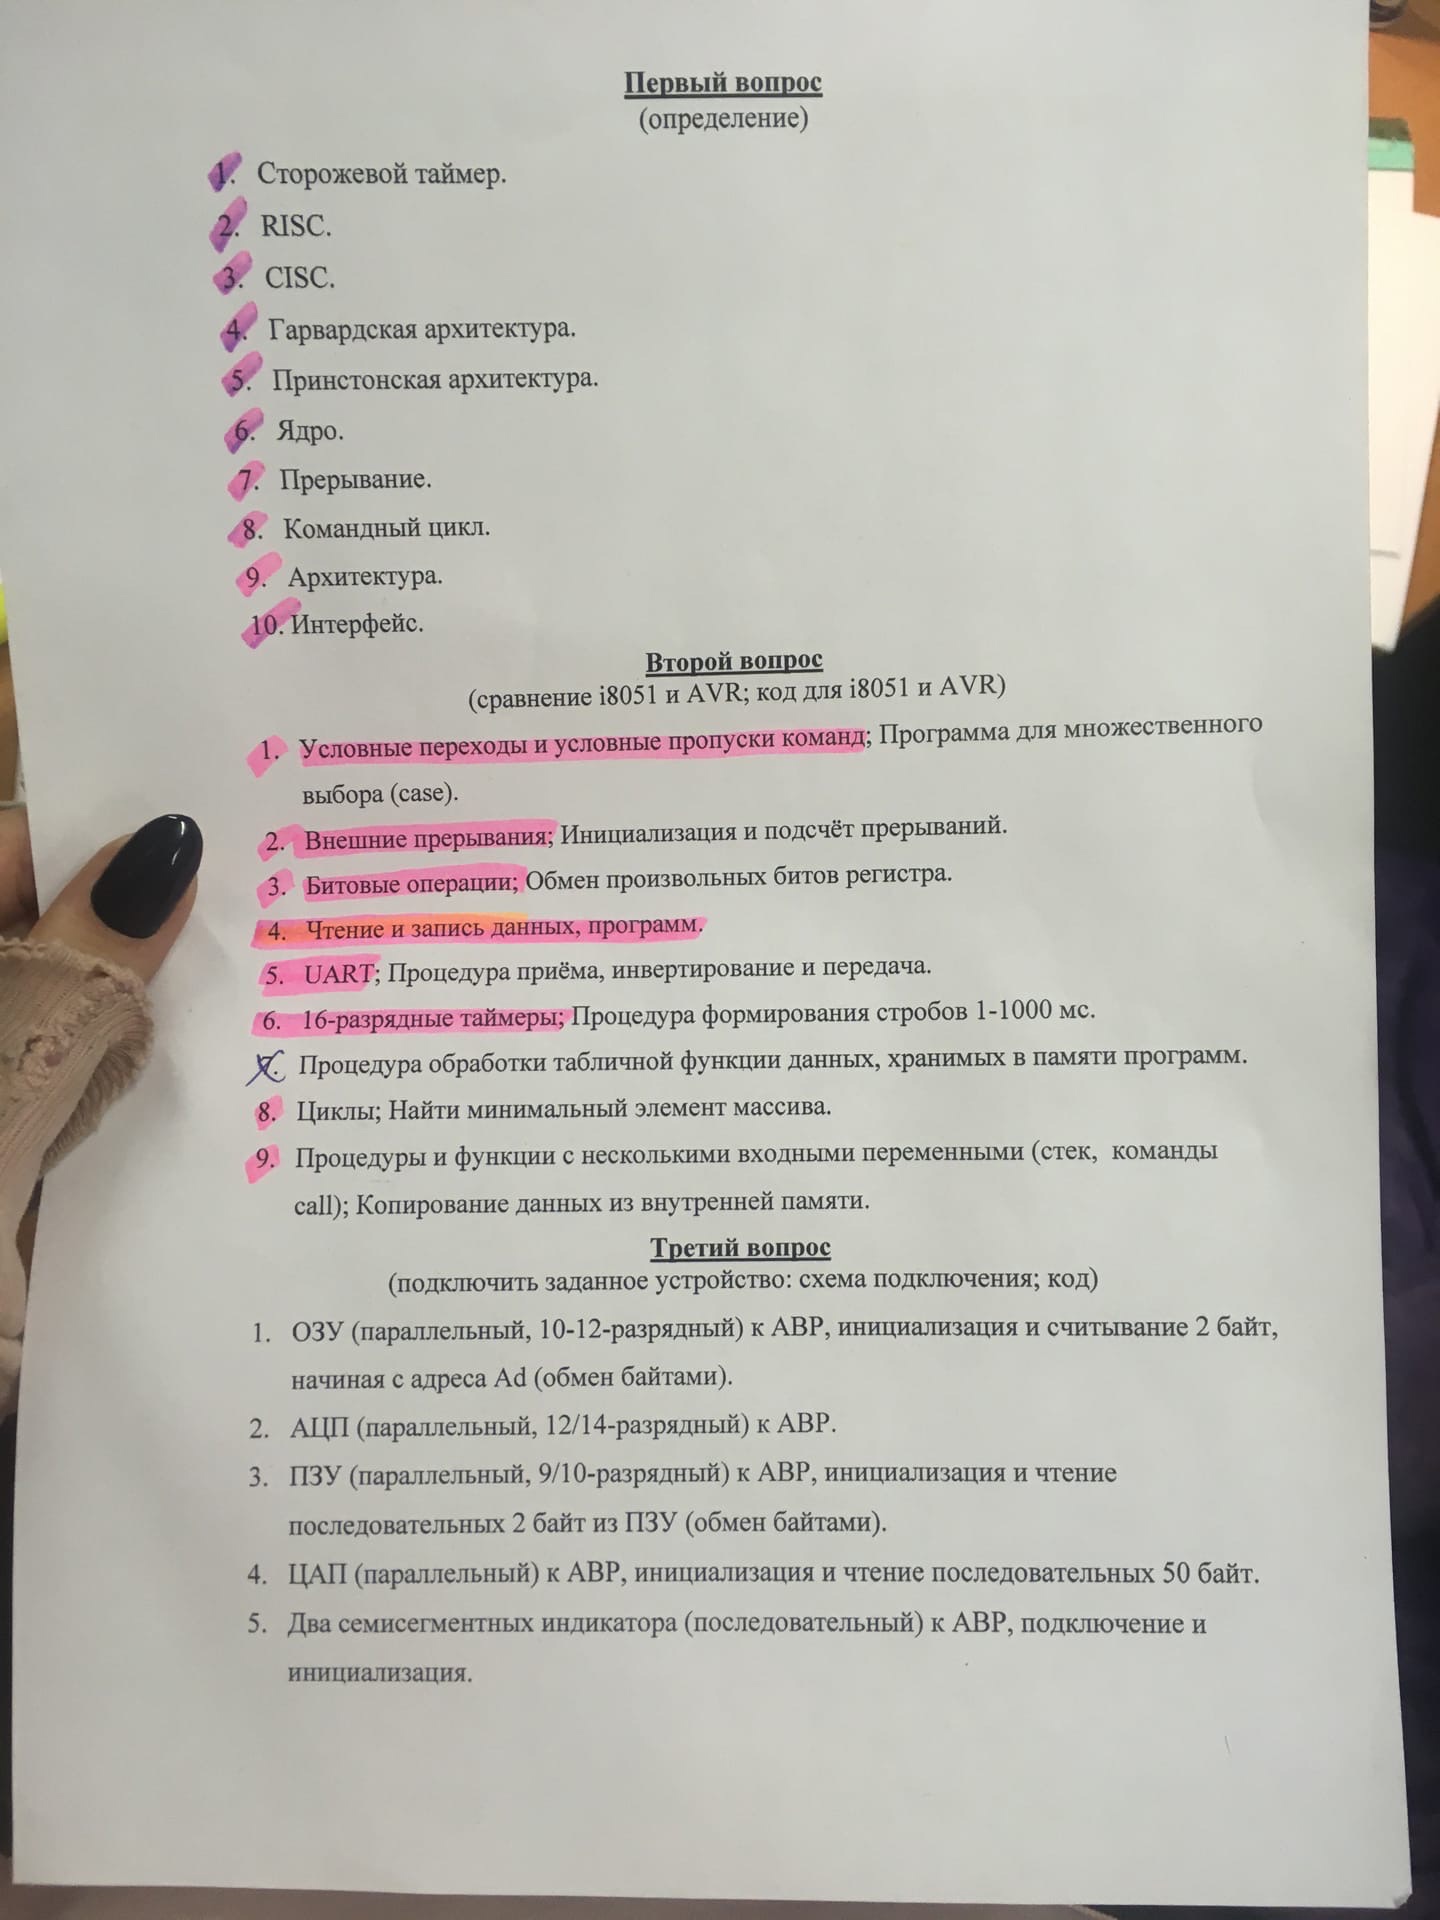 Первый вопрос
(определение)
1. Сторожевой таймер.
2. RISC.
3. CISC.
4. Гарвардская архитектура.
5. Принстонская архитектура.
6. Ядро.
7. Прерывание.
8. Командный цикл.
9. Архитектура.
10. Интерфейс.
Второй вопрос
(сравнение i8051 и AVR; код для i8051 и AVR)
1. Условные переходы и условные пропуски команд; Программа для множественного
выбора (case).
2. Внешние прерывания; Инициализация и подсчёт прерываний.
3. Битовые операции; Обмен произвольных битов регистра.
4. Чтение и запись данных, программ.
5. UART; Процедура приёма, инвертирование и передача.
6. 16-разрядные таймеры; Процедура формирования стробов 1-1000 мс.
7. Процедура обработки табличной функции данных, хранимых в памяти программ.
8. Циклы; Найти минимальный элемент массива.
9. Процедуры и функции с несколькими входными переменными (стек, команды
call); Копирование данных из внутренней памяти.
Третий вопрос
(подключить заданное устройство: схема подключения; код)
1. ОЗУ (параллельный, 10-12-разрядный) к АВР, инициализация и считывание 2 байт,
начиная с адреса Ad (обмен байтами).
2. АЦП (параллельный, 12/14-разрядный) к АВР.
3. ПЗУ (параллельный, 9/10-разрядный) к АВР, инициализация и чтение
последовательных 2 байт из ПЗУ (обмен байтами).
4. ЦАП (параллельный) к АВР, инициализация и чтение последовательных 50 байт.
5. Два семисегментных индикатора (последовательный) к АВР, подключение и
инициализация.